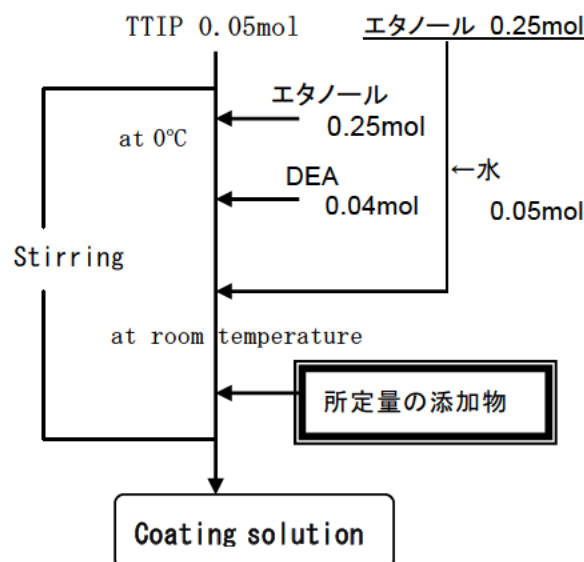 TTIP 0.05mol
エタノール 0.25mol
エタノール
0.25mol
at 0℃
DEA
0.04mol
←水
0.05mol
Stirring
at room temperature
所定量の添加物
Coating solution